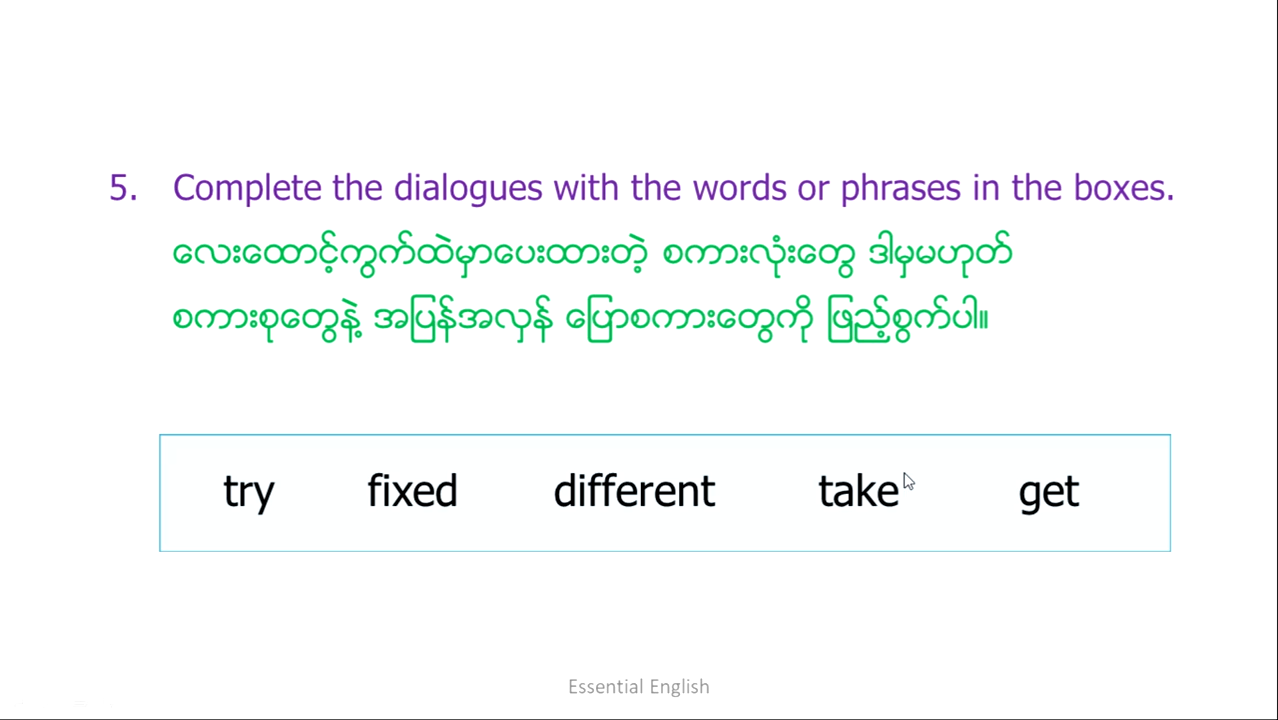 5. Complete the dialogues with the words or phrases in the boxes.
လေးထောင့်ကွက်ထဲမှာပေးထားတဲ့ စကားလုံးတွေ ဒါမှမဟုတ်
စကားစုတွေနဲ့ အပြန်အလှန် ပြောစကားတွေကို ဖြည့်စွက်ပါ။
try fixed different take get
Essential English